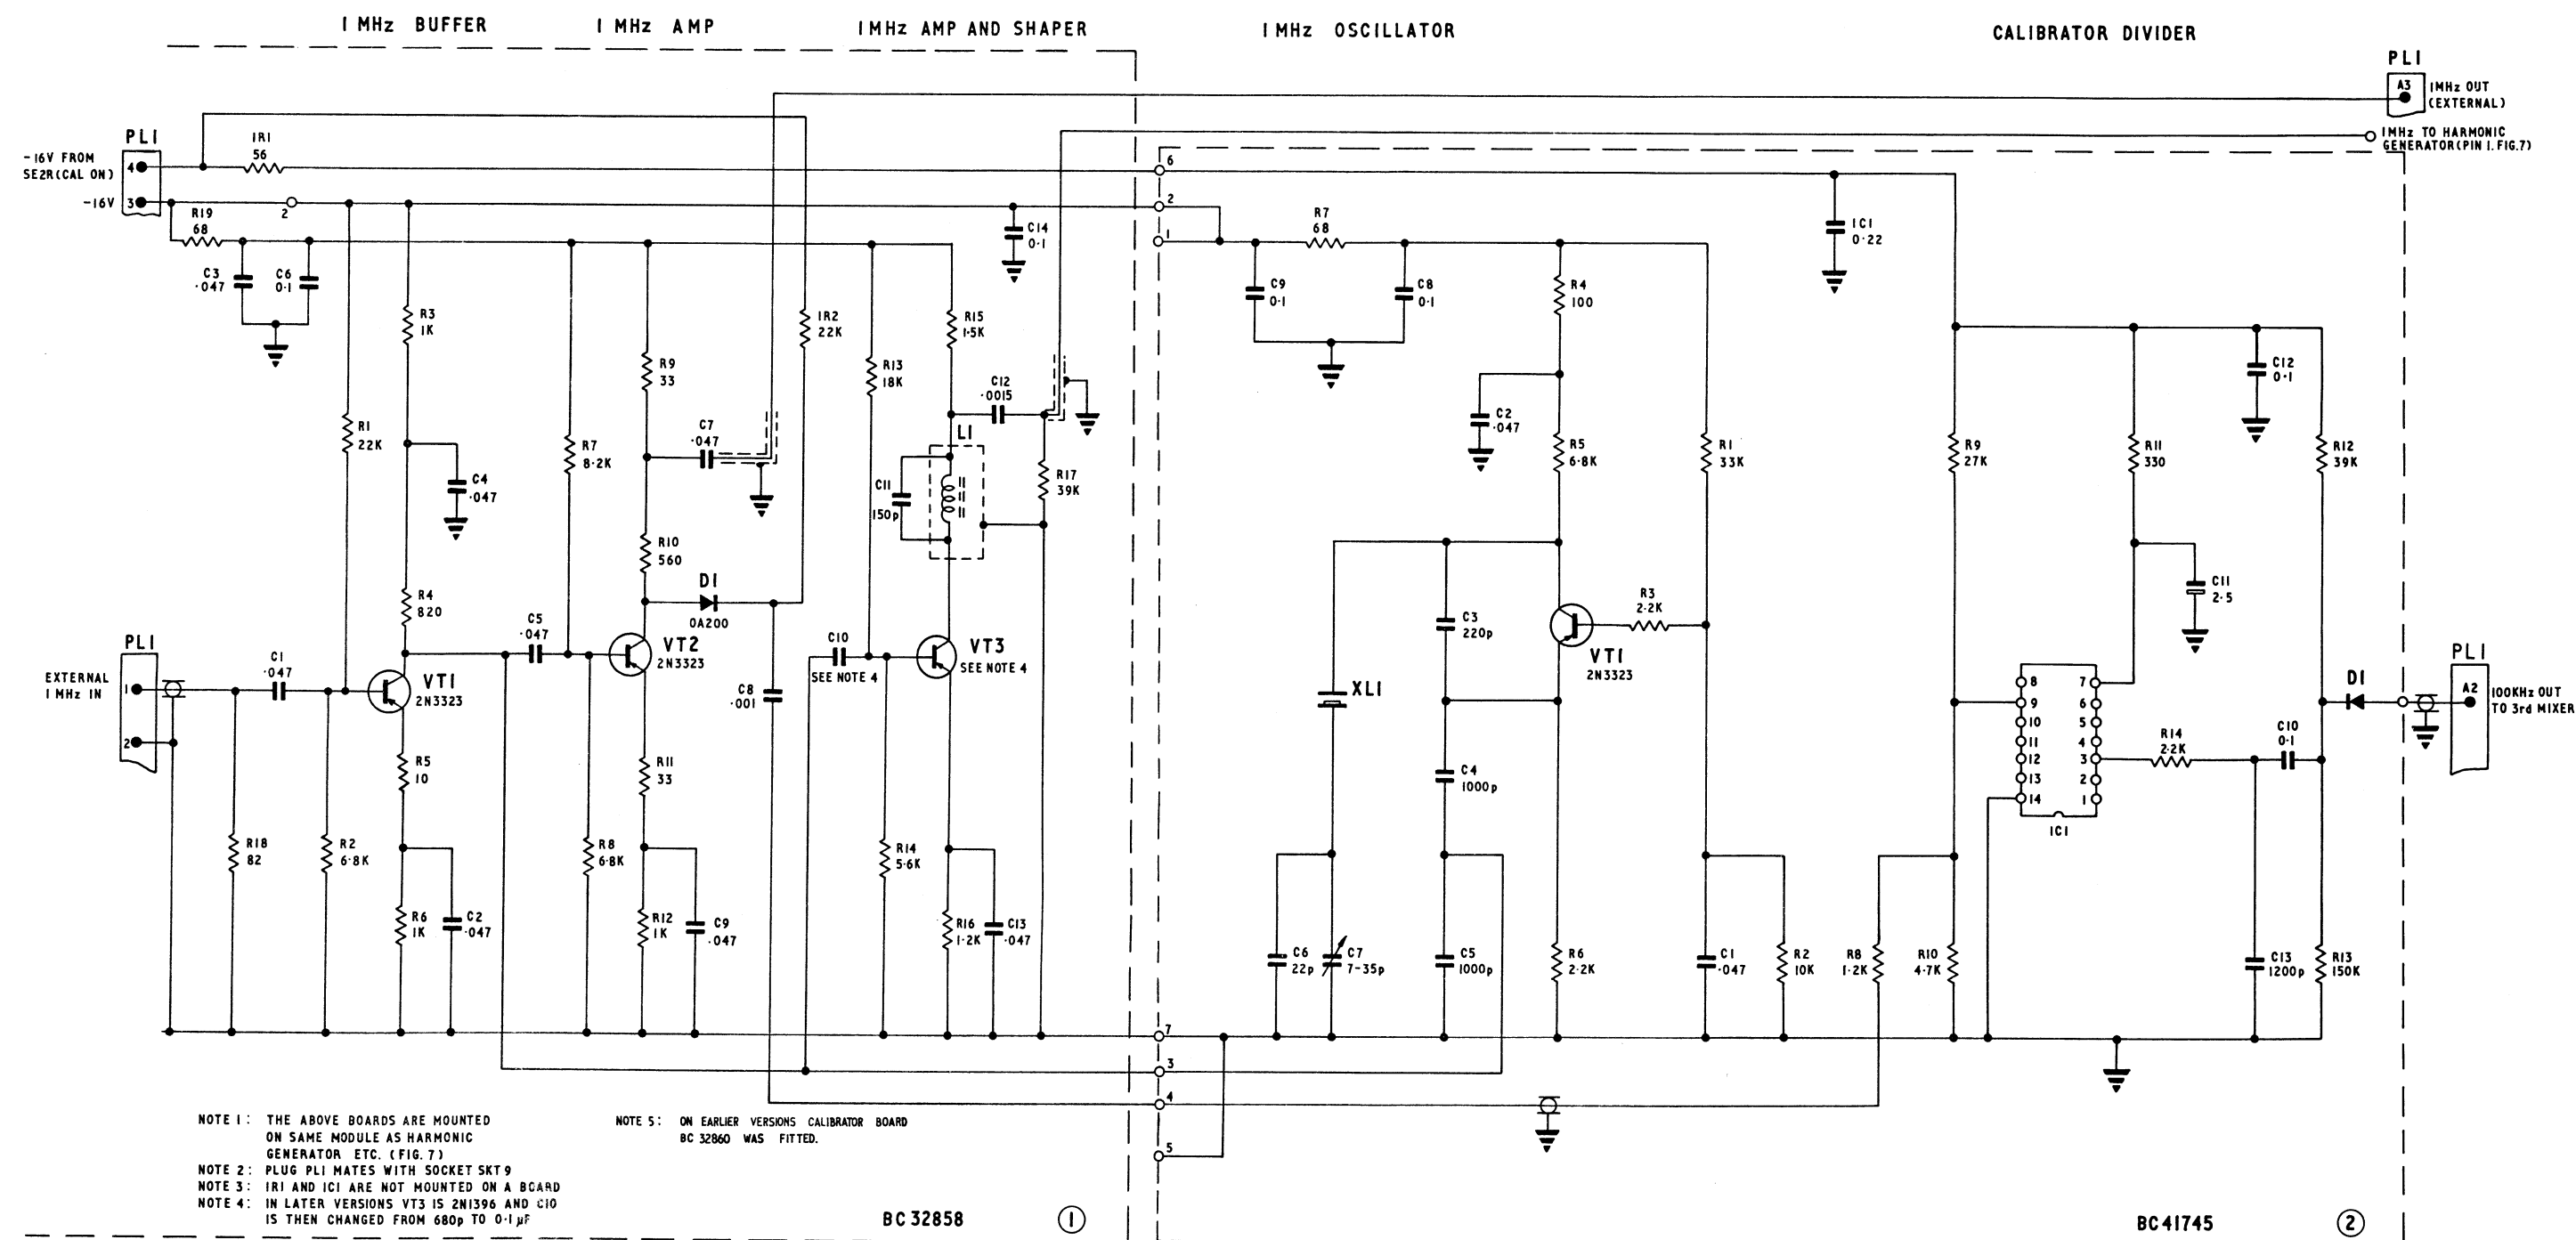 1 MHz BUFFER
1 MHz AMP
1MHz AMP AND SHAPER
1 MHz OSCILLATOR
CALIBRATOR DIVIDER
PL1
A3
1MHz OUT
(EXTERNAL)
1MHz TO HARMONIC
GENERATOR (PIN 1. FIG.7)
PL1
-16V FROM
SE2R (CAL ON)
4
-16V
3
1R1
56
R19
68
2
C3
·047
C6
0·1
R3
1K
R1
22K
C4
·047
R4
820
R7
8·2K
R9
33
C7
·047
R10
560
D1
OA200
1R2
22K
R13
18K
R15
1·5K
C12
·0015
L1
C11
150p
R17
39K
C14
0·1
PL1
EXTERNAL
1 MHz IN
1
2
C1
·047
VT1
2N3323
C5
·047
VT2
2N3323
C10
SEE NOTE 4
VT3
SEE NOTE 4
C8
·001
R18
82
R2
6·8K
R5
10
R6
1K
C2
·047
R8
6·8K
R11
33
R12
1K
C9
·047
R14
5·6K
R16
1·2K
C13
·047
6
2
1
7
3
4
5
C9
0·1
R7
68
C8
0·1
R4
100
C2
·047
R5
6·8K
R1
33K
R3
2·2K
VT1
2N3323
C3
220p
XL1
C4
1000p
C6
22p
C7
7-35p
C5
1000p
R6
2·2K
C1
·047
R2
10K
R8
1·2K
R10
4·7K
1C1
0·22
R9
27K
R11
330
C12
0·1
R12
39K
C11
2·5
8
9
10
11
12
13
14
7
6
5
4
3
2
1
IC1
R14
2·2K
C10
0·1
D1
PL1
A2
100KHz OUT
TO 3rd MIXER
C13
1200p
R13
150K
NOTE 1: THE ABOVE BOARDS ARE MOUNTED
ON SAME MODULE AS HARMONIC
GENERATOR ETC. (FIG. 7)
NOTE 2: PLUG PL1 MATES WITH SOCKET SKT 9
NOTE 3: 1R1 AND 1C1 ARE NOT MOUNTED ON A BOARD
NOTE 4: IN LATER VERSIONS VT3 IS 2N1396 AND C10
IS THEN CHANGED FROM 680p TO 0·1 µF
NOTE 5: ON EARLIER VERSIONS CALIBRATOR BOARD
BC 32860 WAS FITTED.
BC 32858
1
BC 41745
2